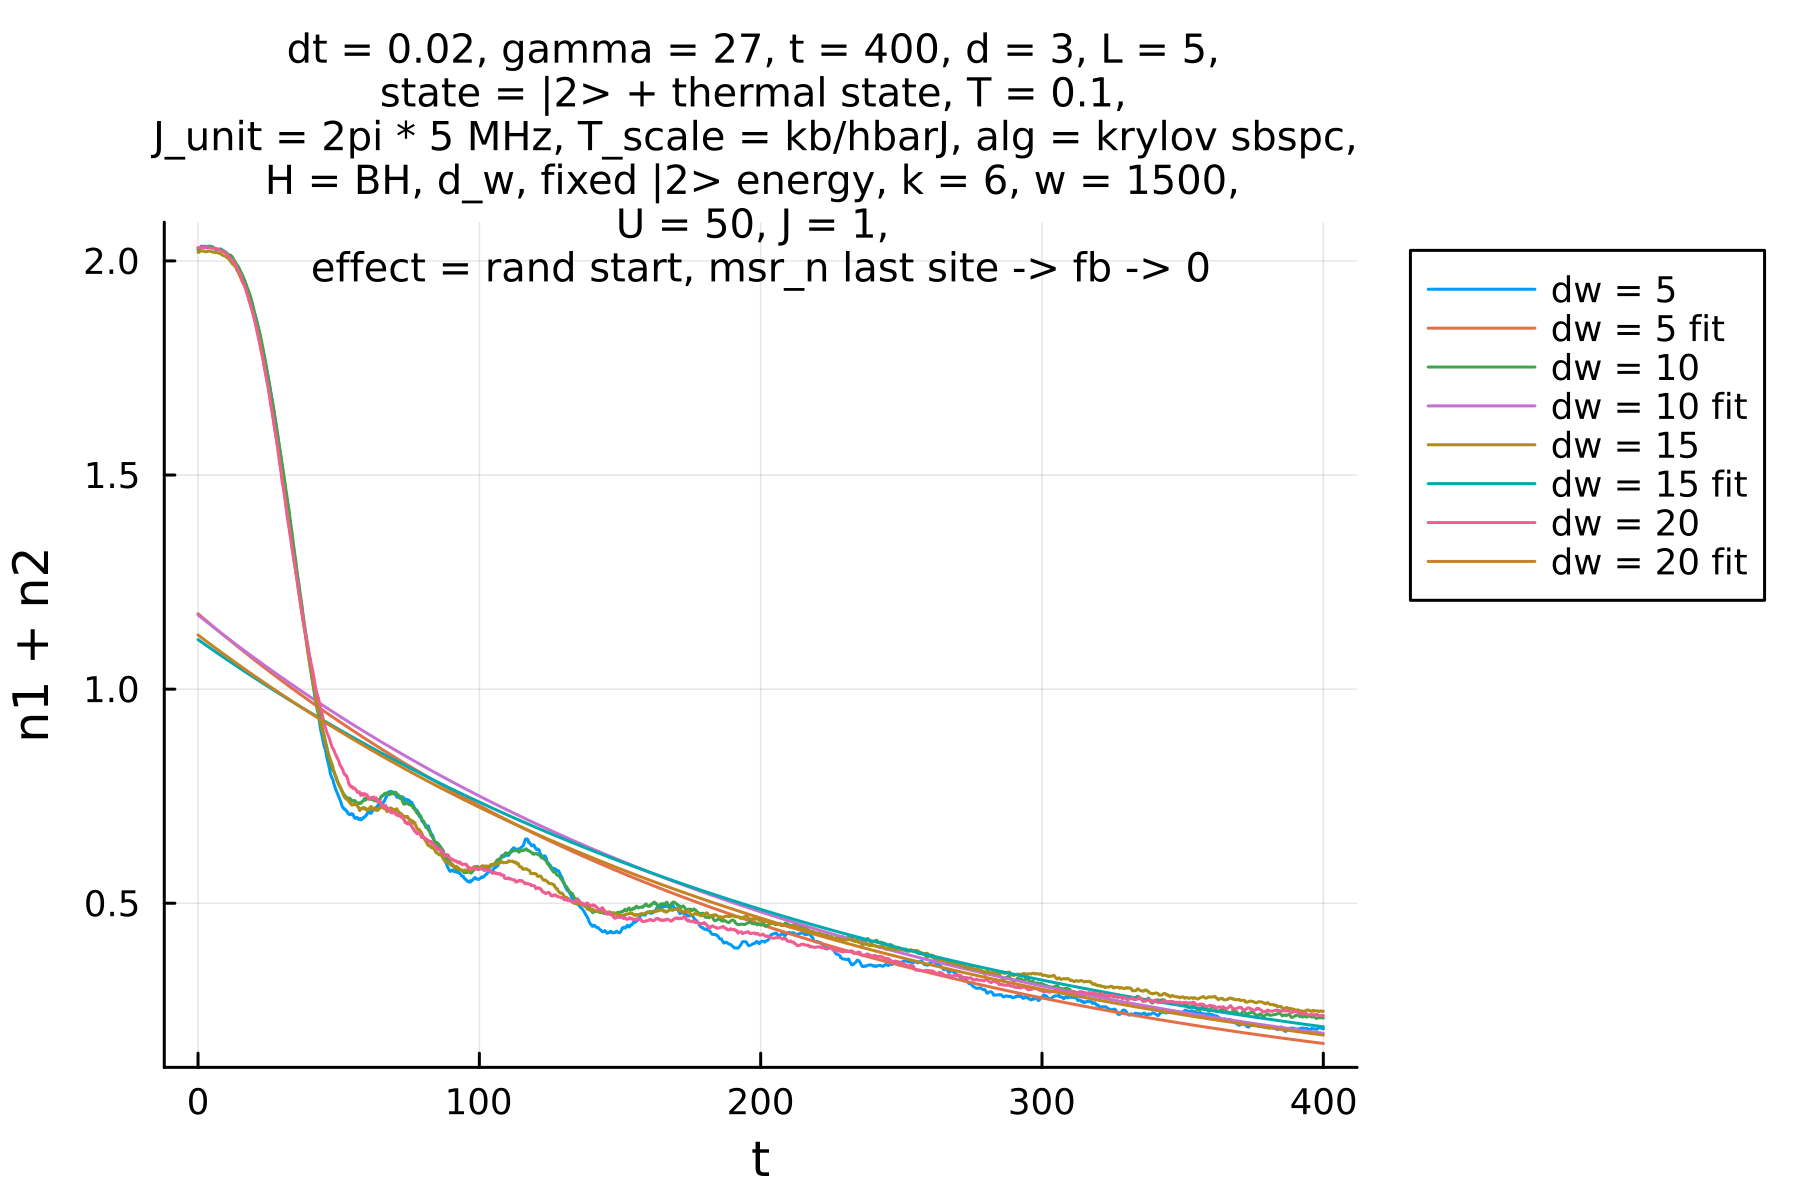 dt = 0.02, gamma = 27, t = 400, d = 3, L = 5,
state = |2> + thermal state, T = 0.1,
J_unit = 2pi * 5 MHz, T_scale = kb/hbarJ, alg = krylov sbspc,
H = BH, d_w, fixed |2> energy, k = 6, w = 1500,
U = 50, J = 1,
effect = rand start, msr_n last site -> fb -> 0
n1 + n2
2.0
1.5
1.0
0.5
0
100
200
300
400
t
dw = 5
dw = 5 fit
dw = 10
dw = 10 fit
dw = 15
dw = 15 fit
dw = 20
dw = 20 fit